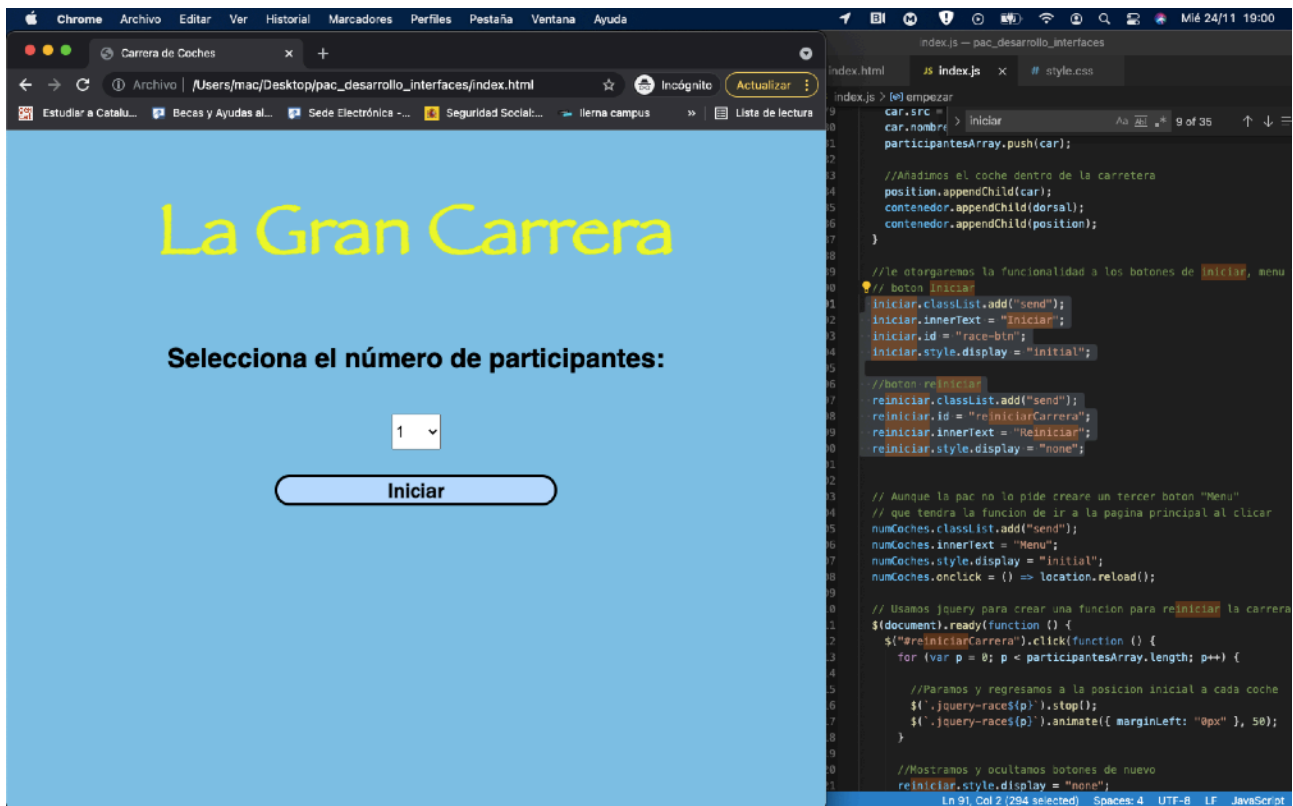 Chrome Archivo Editar Ver Historial Marcadores Perfiles Pestaña Ventana Ayuda
Mié 24/11 19:00
Carrera de Coches
Archivo | /Users/mac/Desktop/pac_desarrollo_interfaces/index.html
Incógnito
Actualizar
Estudiar a Catalu...
Becas y Ayudas al...
Sede Electrónica -...
Seguridad Social:...
Ilerna campus
»
Lista de lectura
La Gran Carrera
Selecciona el número de participantes:
1
Iniciar
index.js — pac_desarrollo_interfaces
index.html
JS index.js
# style.css
index.js > empezar
iniciar
9 of 35
car.src =
car.nombre
participantesArray.push(car);
//Añadimos el coche dentro de la carretera
position.appendChild(car);
contenedor.appendChild(dorsal);
contenedor.appendChild(position);
}
//le otorgaremos la funcionalidad a los botones de iniciar, menu
// boton Iniciar
iniciar.classList.add("send");
iniciar.innerText = "Iniciar";
iniciar.id = "race-btn";
iniciar.style.display = "initial";
//boton reiniciar
reiniciar.classList.add("send");
reiniciar.id = "reiniciarCarrera";
reiniciar.innerText = "Reiniciar";
reiniciar.style.display = "none";
// Aunque la pac no lo pide creare un tercer boton "Menu"
// que tendra la funcion de ir a la pagina principal al clicar
numCoches.classList.add("send");
numCoches.innerText = "Menu";
numCoches.style.display = "initial";
numCoches.onclick = () => location.reload();
// Usamos jquery para crear una funcion para reiniciar la carrera
$(document).ready(function () {
$("#reiniciarCarrera").click(function () {
for (var p = 0; p < participantesArray.length; p++) {
//Paramos y regresamos a la posicion inicial a cada coche
$(`.jquery-race${p}`).stop();
$(`.jquery-race${p}`).animate({ marginLeft: "0px" }, 50);
}
//Mostramos y ocultamos botones de nuevo
reiniciar.style.display = "none";
Ln 91, Col 2 (294 selected) Spaces: 4 UTF-8 LF JavaScript